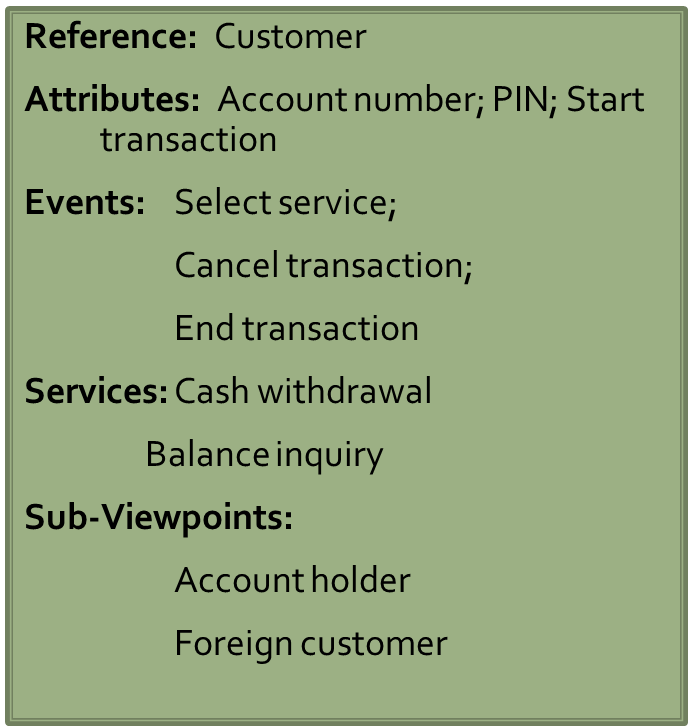 Reference: Customer
Attributes: Account number; PIN; Start
transaction
Events: Select service;
Cancel transaction;
End transaction
Services: Cash withdrawal
Balance inquiry
Sub-Viewpoints:
Account holder
Foreign customer